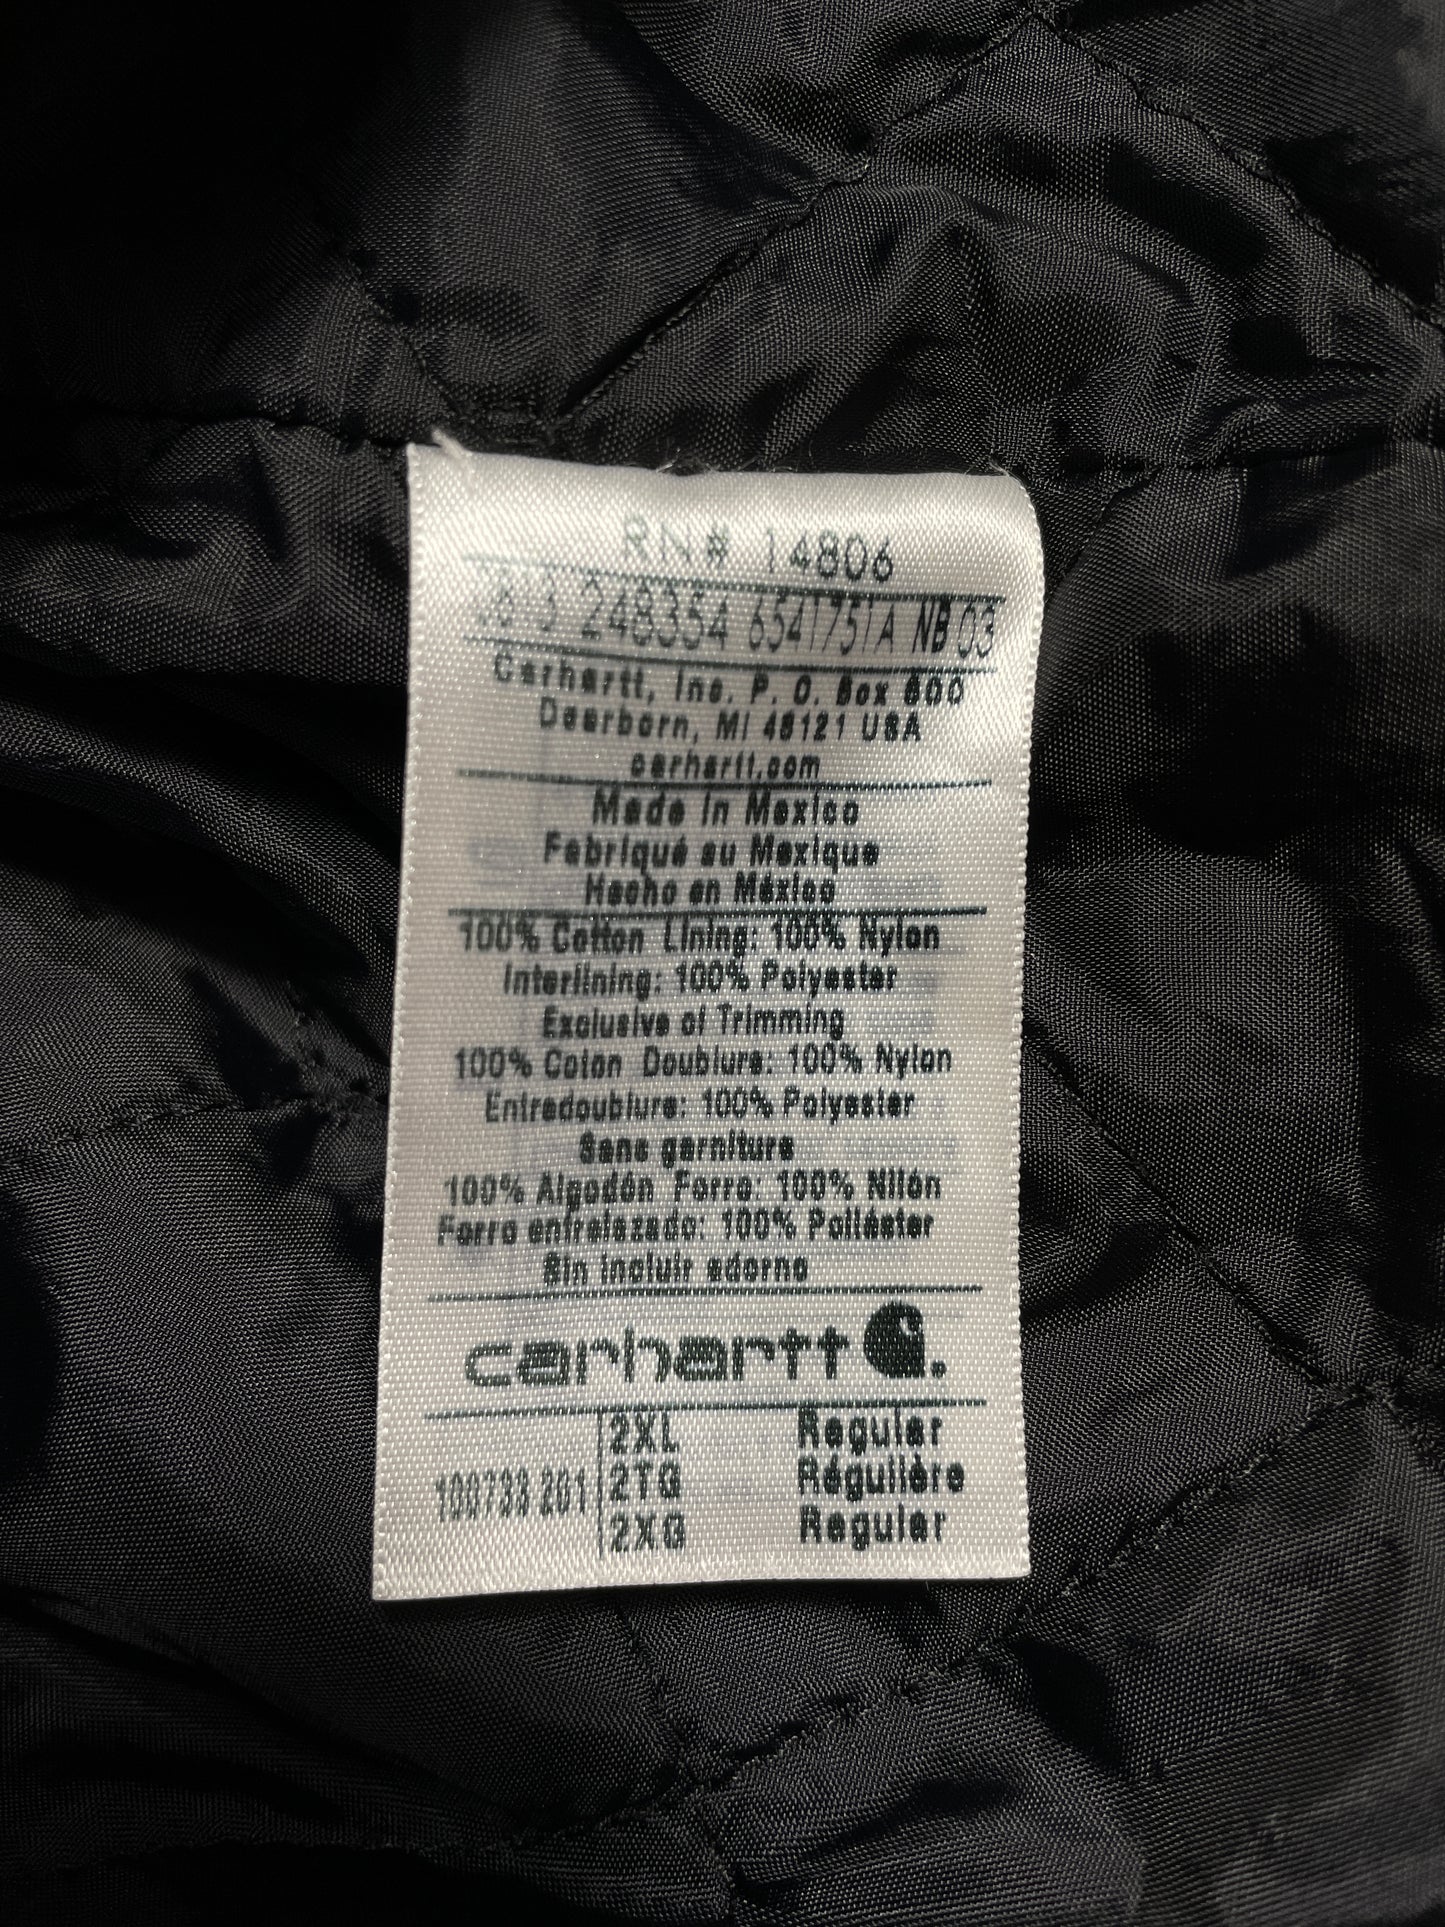 RN# 14806
248354 6541751A NB 03
Carhartt, Inc. P. O. Box 600
Dearborn, MI 48121 USA
carhartt.com
Made in Mexico
Fabriqué au Mexique
Hecho en México
100% Cotton Lining: 100% Nylon
Interlining: 100% Polyester
Exclusive of Trimming
100% Coton Doublure: 100% Nylon
Entredoublure: 100% Polyester
Sans garniture
100% Algodón Forro: 100% Nilón
Forro entrelazado: 100% Poliéster
Sin incluir adorno
carhartt
2XL Regular
100733 201 2TG Régulière
2XG Regular